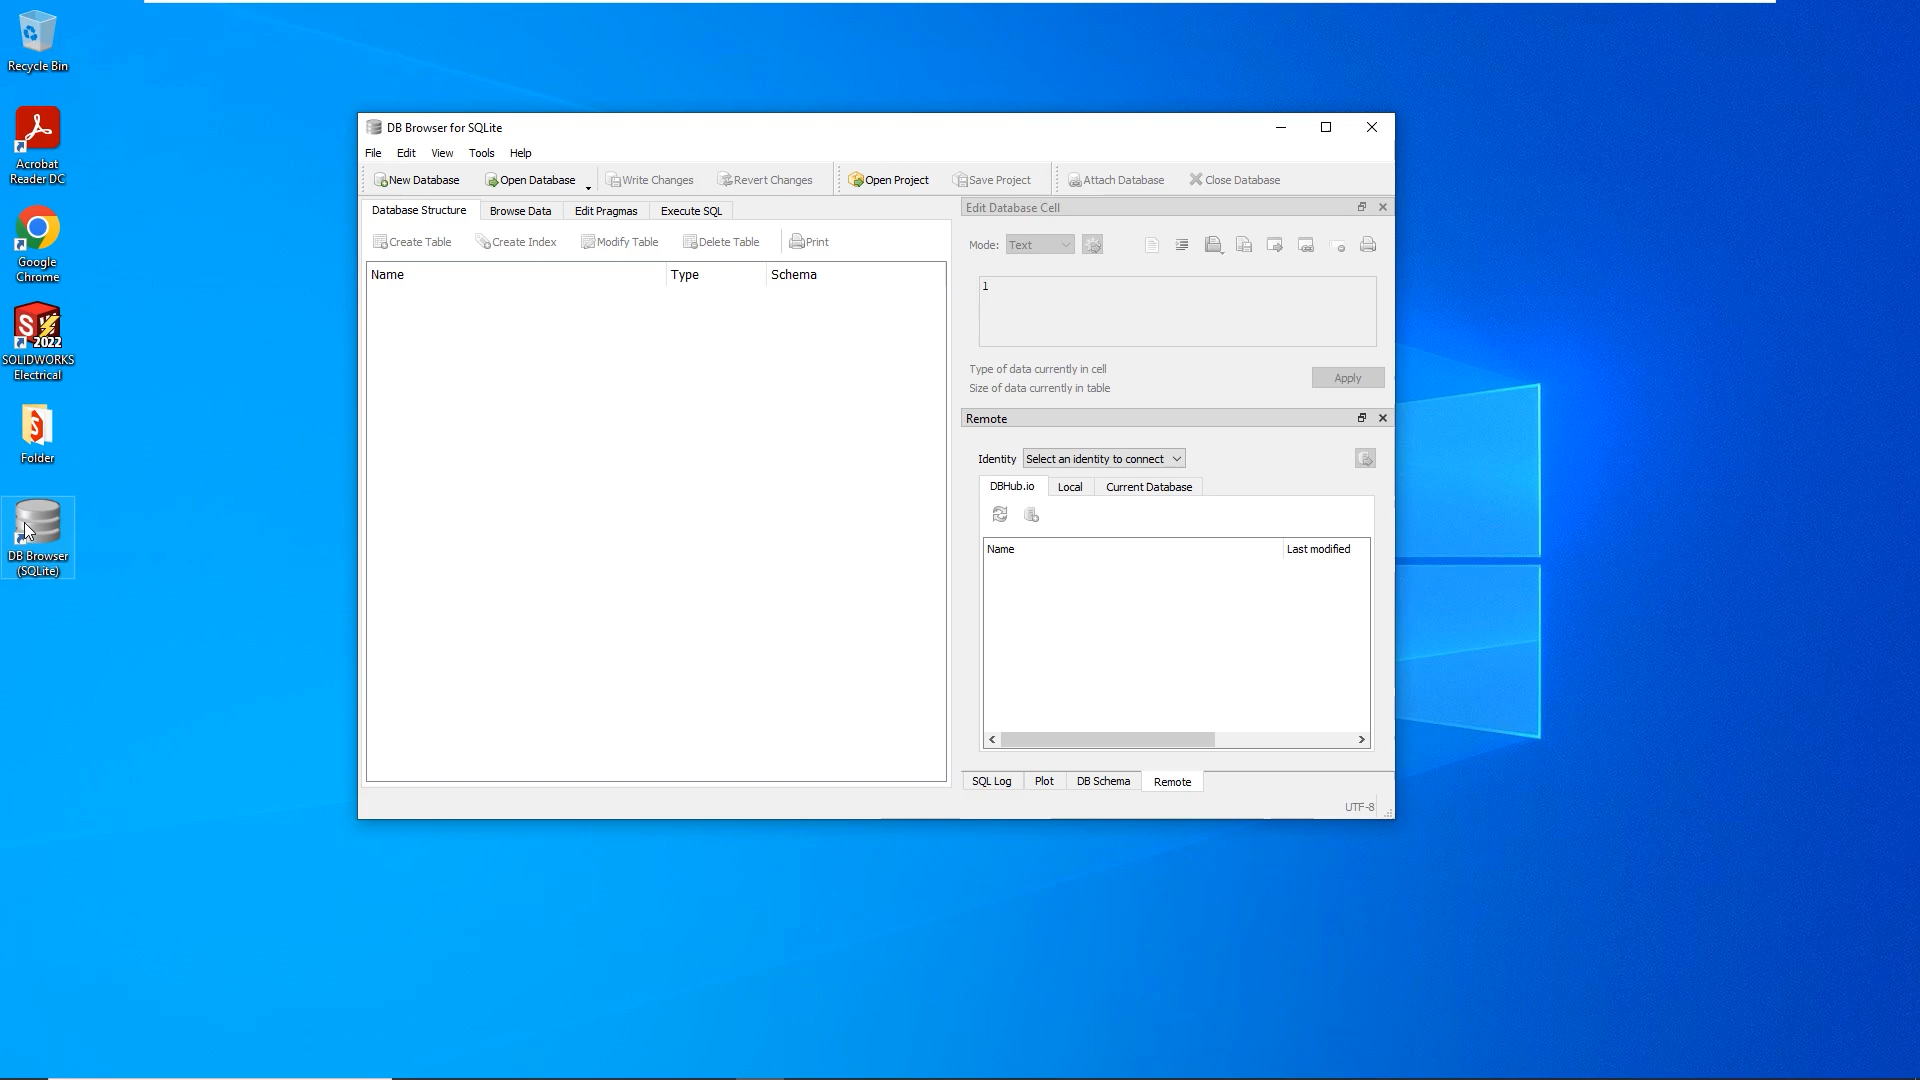 Recycle Bin
Acrobat
Reader DC
Google
Chrome
2022
SOLIDWORKS
Electrical
Folder
DB Browser
(SQLite)
DB Browser for SQLite
File Edit View Tools Help
New Database Open Database Write Changes Revert Changes Open Project Save Project Attach Database Close Database
Database Structure Browse Data Edit Pragmas Execute SQL
Create Table Create Index Modify Table Delete Table Print
Name Type Schema
Edit Database Cell
Mode: Text
1
Type of data currently in cell
Size of data currently in table
Apply
Remote
Identity Select an identity to connect
DBHub.io Local Current Database
Name Last modified
SQL Log Plot DB Schema Remote
UTF-8